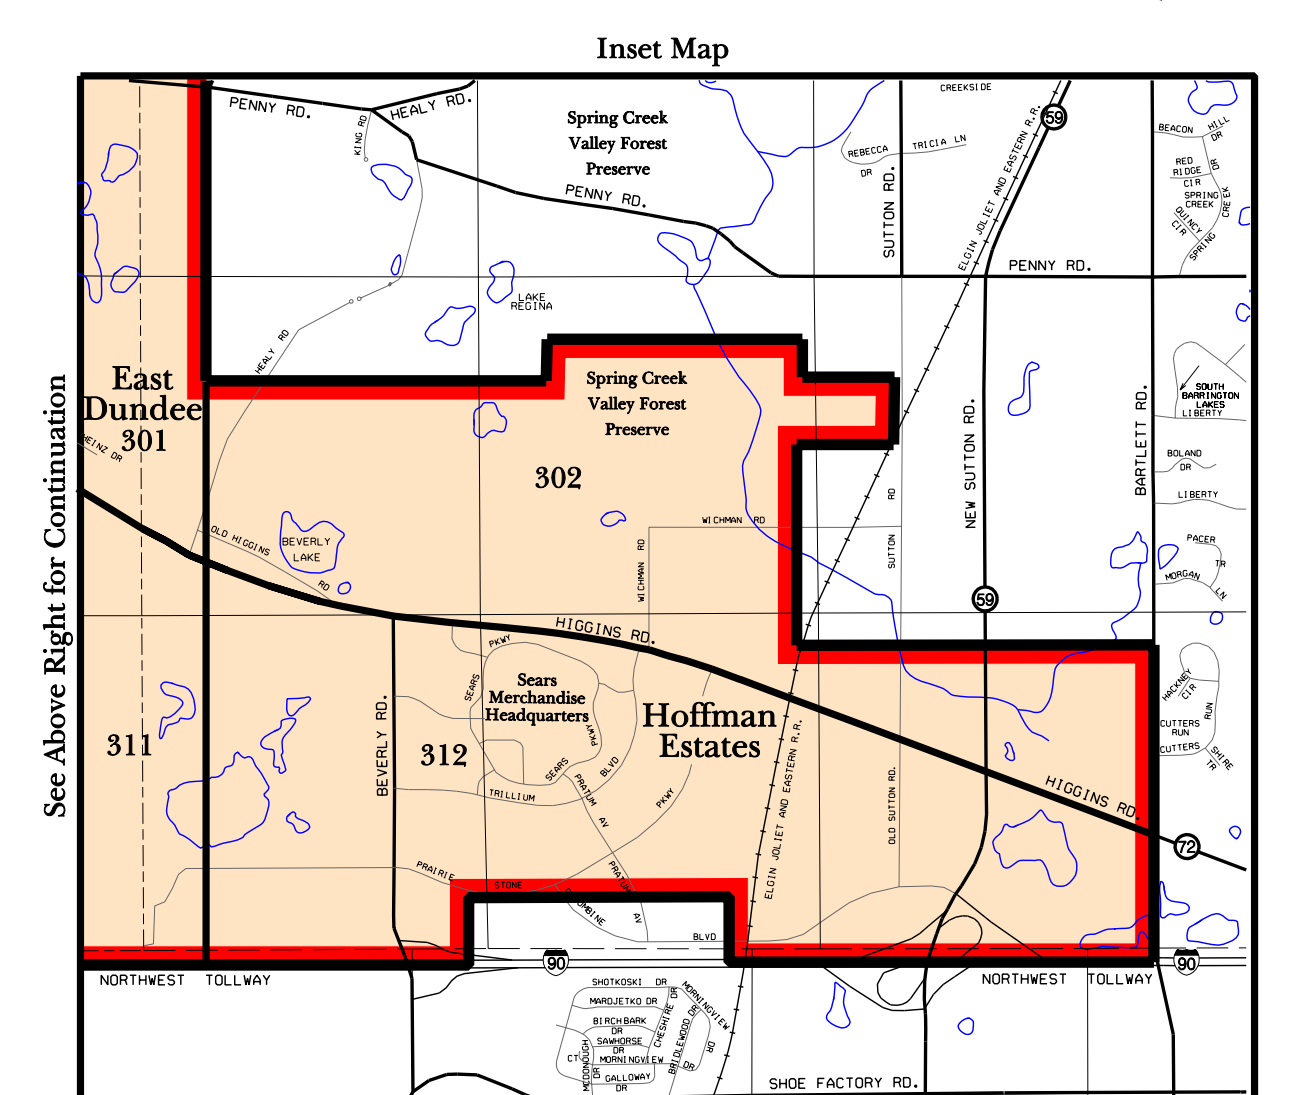 Inset Map
See Above Right for Continuation
PENNY RD.
HEALY RD.
KING RD
Spring Creek
Valley Forest
Preserve
CREEKSIDE
59
REBECCA
DR
TRICIA LN
SUTTON RD.
ELGIN JOLIET AND EASTERN R.R.
BEACON
HILL
DR
RED
RIDGE
CIR
DR
SPRING
CREEK
CREEK
QUINCY
CIR
SPRING
PENNY RD.
PENNY RD.
LAKE
REGINA
HEALY RD
East
Dundee
301
HEINZ DR
Spring Creek
Valley Forest
Preserve
302
SOUTH
BARRINGTON
LAKES
LIBERTY
BARTLETT RD.
NEW SUTTON RD.
BOLAND
DR
LIBERTY
SUTTON RD
WICHMAN RD
WICHMAN RD
OLD HIGGINS
RD
BEVERLY
LAKE
PACER
TR
MORGAN
LN
59
HIGGINS RD.
PKWY
SEARS
Sears
Merchandise
Headquarters
PKWY
SEARS
Hoffman
Estates
311
312
BEVERLY RD.
TRILLIUM
BLVD
PRATUM
AV
PKWY
HACKNEY
CIR
RUN
CUTTERS
RUN
CUTTERS
SHIRE
TR
ELGIN JOLIET AND EASTERN R.R.
OLD SUTTON RD.
HIGGINS RD.
72
PRAIRIE
STONE
PRATUM
AV
BLVD
90
90
NORTHWEST TOLLWAY
NORTHWEST TOLLWAY
SHOTKOSKI DR
MARDJETKO DR
BIRCHBARK
DR
SAWHORSE
DR
CT
MORNINGVIEW
DR
MCDONOUGH
DR
GALLOWAY
DR
CHESHIRE DR
BRIDLEWOOD DR
MORNINGVIEW
DR
SHOE FACTORY RD.